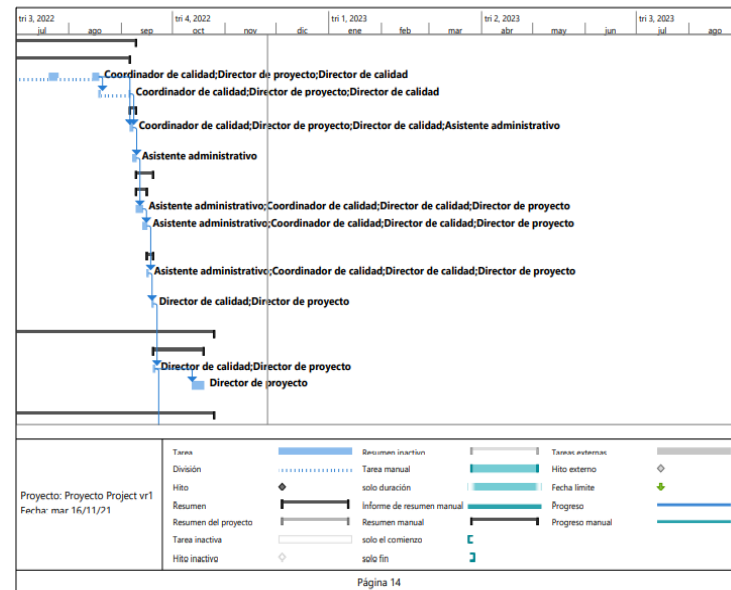 tri 3, 2022 tri 4, 2022 tri 1, 2023 tri 2, 2023 tri 3, 2023
jul ago sep oct nov dic ene feb mar abr may jun jul ago
Coordinador de calidad;Director de proyecto;Director de calidad
Coordinador de calidad;Director de proyecto;Director de calidad
Coordinador de calidad;Director de proyecto;Director de calidad;Asistente administrativo
Asistente administrativo
Asistente administrativo;Coordinador de calidad;Director de calidad;Director de proyecto
Asistente administrativo;Coordinador de calidad;Director de calidad;Director de proyecto
Asistente administrativo;Coordinador de calidad;Director de calidad;Director de proyecto
Director de calidad;Director de proyecto
Director de calidad;Director de proyecto
Director de proyecto
Proyecto: Proyecto Project vr1
Fecha: mar 16/11/21
Tarea
División
Hito
Resumen
Resumen del proyecto
Tarea inactiva
Hito inactivo
Resumen inactivo
Tarea manual
solo duración
Informe de resumen manual
Resumen manual
solo el comienzo
solo fin
Tareas externas
Hito externo
Fecha límite
Progreso
Progreso manual
Página 14